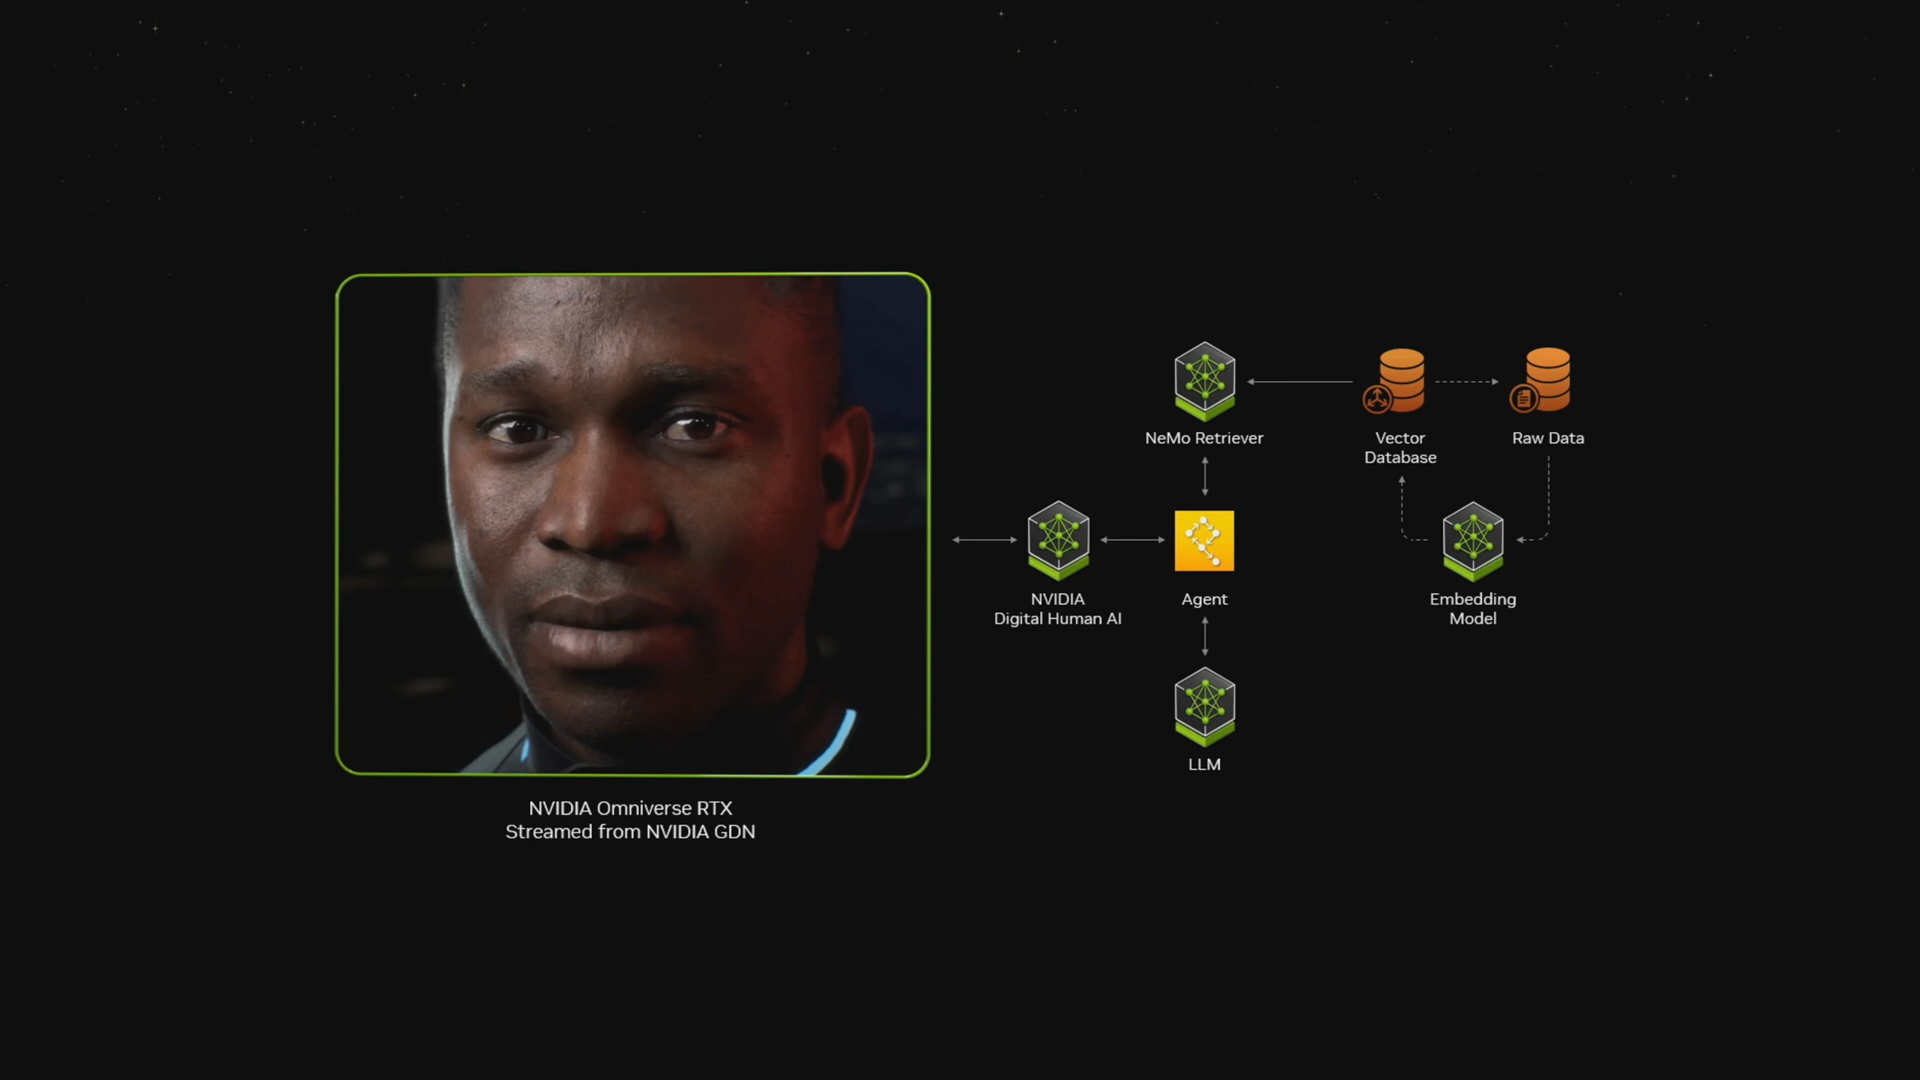 NeMo Retriever
Vector
Database
Raw Data
NVIDIA
Digital Human AI
Agent
Embedding
Model
LLM
NVIDIA Omniverse RTX
Streamed from NVIDIA GDN